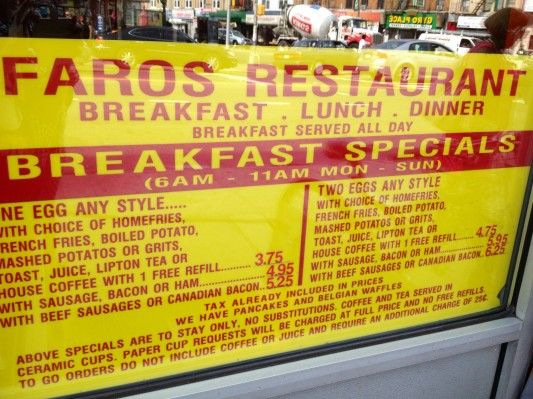 GYRO PLACE
FAROS RESTAURANT
BREAKFAST . LUNCH . DINNER
BREAKFAST SERVED ALL DAY
BREAKFAST SPECIALS
(6AM - 11AM MON - SUN)
NE EGG ANY STYLE.....
WITH CHOICE OF HOMEFRIES,
FRENCH FRIES, BOILED POTATO,
MASHED POTATOS OR GRITS,
TOAST, JUICE, LIPTON TEA OR
HOUSE COFFEE WITH 1 FREE REFILL............ 3.75
WITH SAUSAGE, BACON OR HAM............ 4.95
WITH BEEF SAUSAGES OR CANADIAN BACON..5.25
TWO EGGS ANY STYLE
WITH CHOICE OF HOMEFRIES,
FRENCH FRIES, BOILED POTATO,
MASHED POTATOS OR GRITS,
TOAST, JUICE, LIPTON TEA OR
HOUSE COFFEE WITH 1 FREE REFILL............ 4.75
WITH SAUSAGE, BACON OR HAM............ 5.95
WITH BEEF SAUSAGES OR CANADIAN BACON.. 6.25
TAX ALREADY INCLUDED IN PRICES
WE HAVE PANCAKES AND BELGIAN WAFFLES
ABOVE SPECIALS ARE TO STAY ONLY, NO SUBSTITUTIONS. COFFEE AND TEA SERVED IN
CERAMIC CUPS. PAPER CUP REQUESTS WILL BE CHARGED AT FULL PRICE AND NO FREE REFILLS.
TO GO ORDERS DO NOT INCLUDE COFFEE OR JUICE AND REQUIRE AN ADDITIONAL CHARGE OF 25¢.